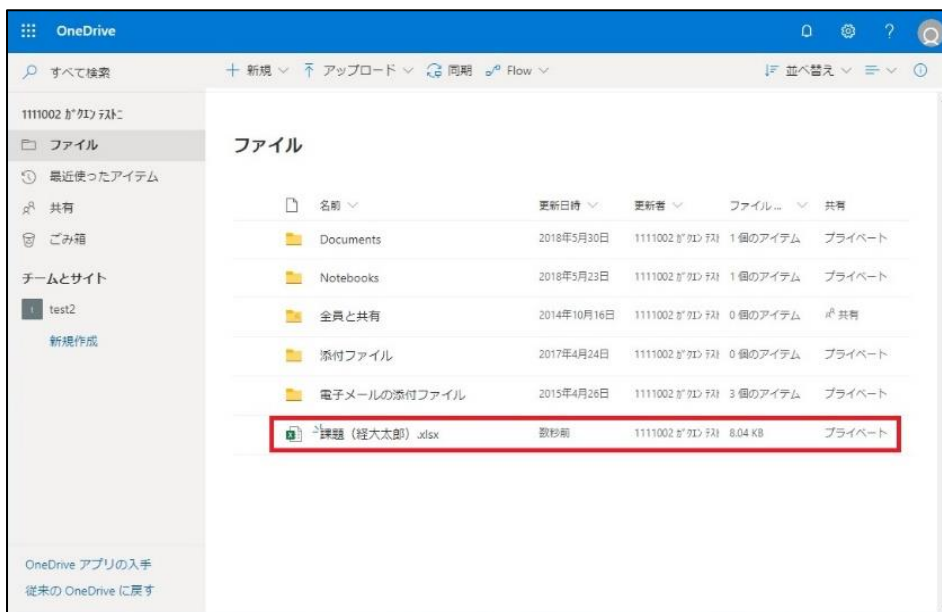 OneDrive
?
すべて検索
+ 新規 アップロード 同期 Flow 並べ替え
1111002 ガクエン テスト二
ファイル
最近使ったアイテム
共有
ごみ箱
チームとサイト
test2
新規作成
OneDrive アプリの入手
従来の OneDrive に戻す
ファイル
名前 更新日時 更新者 ファイル... 共有
Documents 2018年5月30日 1111002 ガクエン テスト 1 個のアイテム プライベート
Notebooks 2018年5月23日 1111002 ガクエン テスト 1 個のアイテム プライベート
全員と共有 2014年10月16日 1111002 ガクエン テスト 0 個のアイテム 共有
添付ファイル 2017年4月24日 1111002 ガクエン テスト 0 個のアイテム プライベート
電子メールの添付ファイル 2015年4月26日 1111002 ガクエン テスト 3 個のアイテム プライベート
課題（経大太郎）.xlsx 数秒前 1111002 ガクエン テスト 8.04 KB プライベート